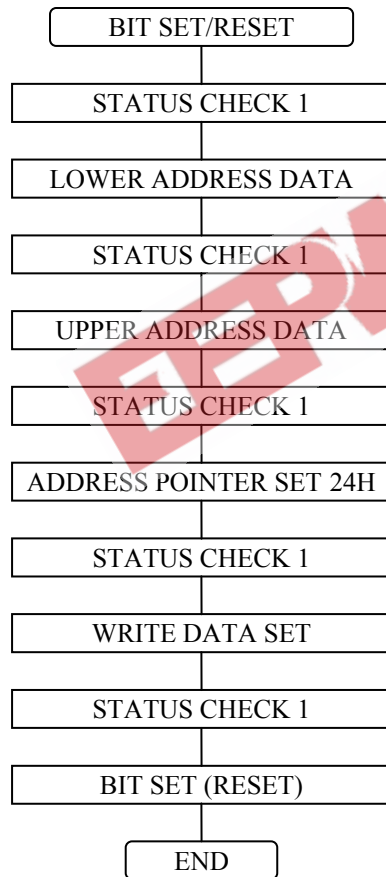 BIT SET/RESET
STATUS CHECK 1
LOWER ADDRESS DATA
STATUS CHECK 1
UPPER ADDRESS DATA
STATUS CHECK 1
ADDRESS POINTER SET 24H
STATUS CHECK 1
WRITE DATA SET
STATUS CHECK 1
BIT SET (RESET)
END